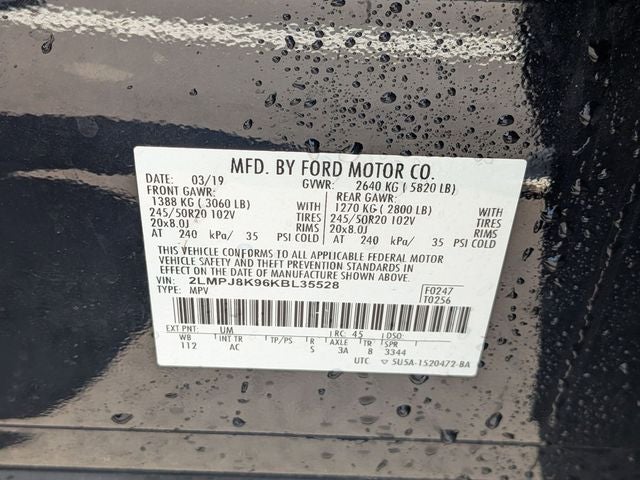 MFD. BY FORD MOTOR CO.
DATE: 03/19 GVWR: 2640 KG ( 5820 LB)
FRONT GAWR: REAR GAWR:
1388 KG ( 3060 LB) WITH 1270 KG ( 2800 LB) WITH
245/50R20 102V TIRES 245/50R20 102V TIRES
20x8.0J RIMS 20x8.0J RIMS
AT 240 kPa/ 35 PSI COLD AT 240 kPa/ 35 PSI COLD
THIS VEHICLE CONFORMS TO ALL APPLICABLE FEDERAL MOTOR
VEHICLE SAFETY AND THEFT PREVENTION STANDARDS IN
EFFECT ON THE DATE OF MANUFACTURE SHOWN ABOVE.
VIN: 2LMPJ8K96KBL35528 F0247
TYPE: MPV T0256
EXT PNT: UM RC: 45 DSO:
WB INT TR TP/PS R AXLE TR SPR
112 AC S 3A B 3344
UTC ▽ 5U5A-1520472-BA